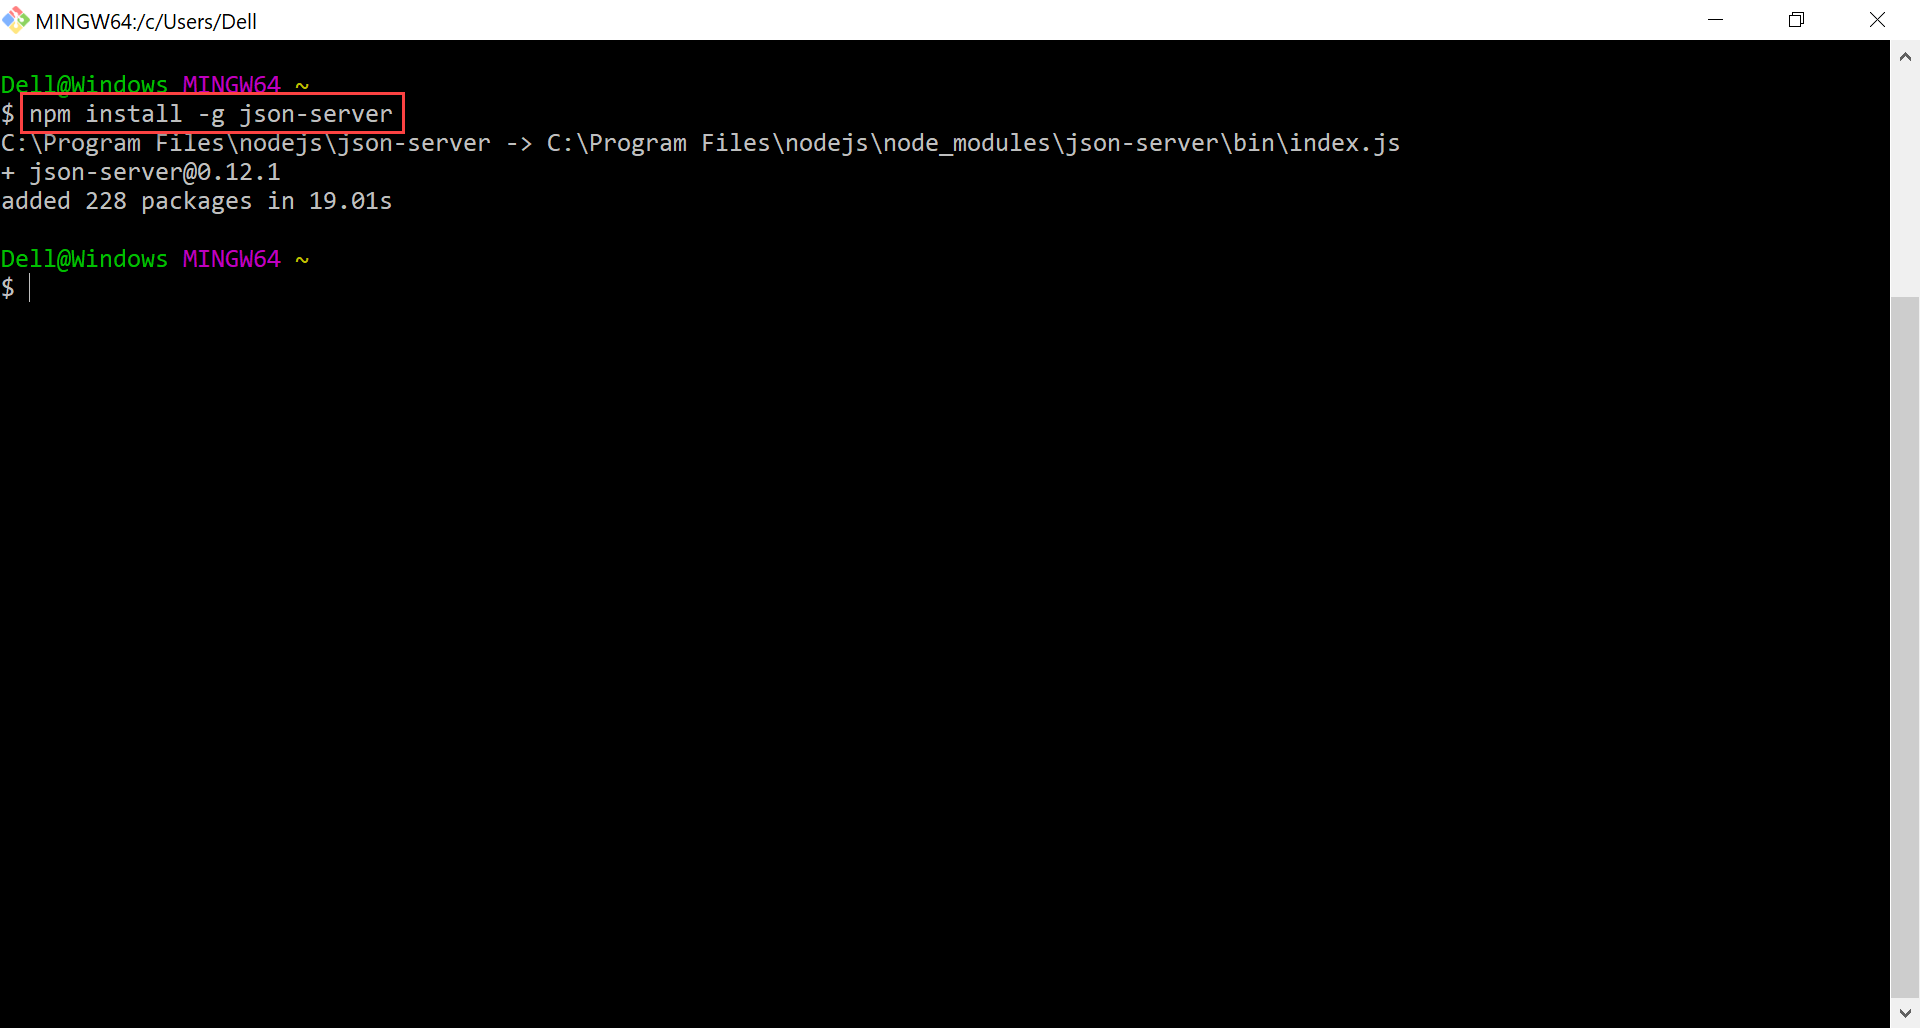 MINGW64:/c/Users/Dell
Dell@Windows MINGW64 ~
$ npm install -g json-server
C:\Program Files\nodejs\json-server -> C:\Program Files\nodejs\node_modules\json-server\bin\index.js
+ json-server@0.12.1
added 228 packages in 19.01s
Dell@Windows MINGW64 ~
$